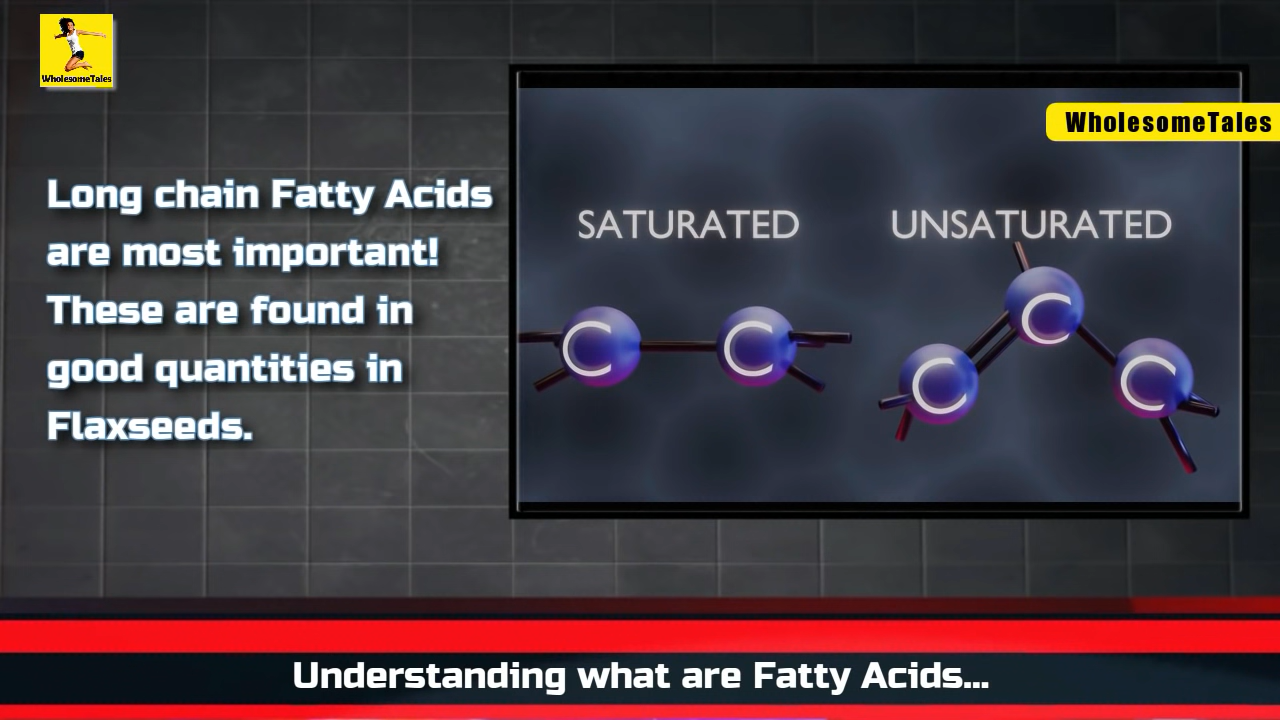 WholesomeTales
WholesomeTales
Long chain Fatty Acids
are most important!
These are found in
good quantities in
Flaxseeds.
SATURATED
UNSATURATED
C
C
C
C
C
Understanding what are Fatty Acids...